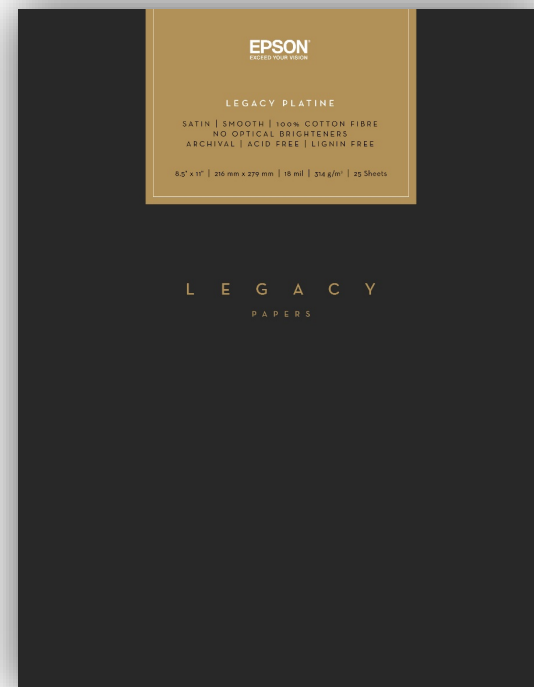 EPSON
EXCEED YOUR VISION
LEGACY PLATINE
SATIN | SMOOTH | 100% COTTON FIBRE
NO OPTICAL BRIGHTENERS
ARCHIVAL | ACID FREE | LIGNIN FREE
8.5" x 11" | 216 mm x 279 mm | 18 mil | 314 g/m² | 25 Sheets
LEGACY
PAPERS